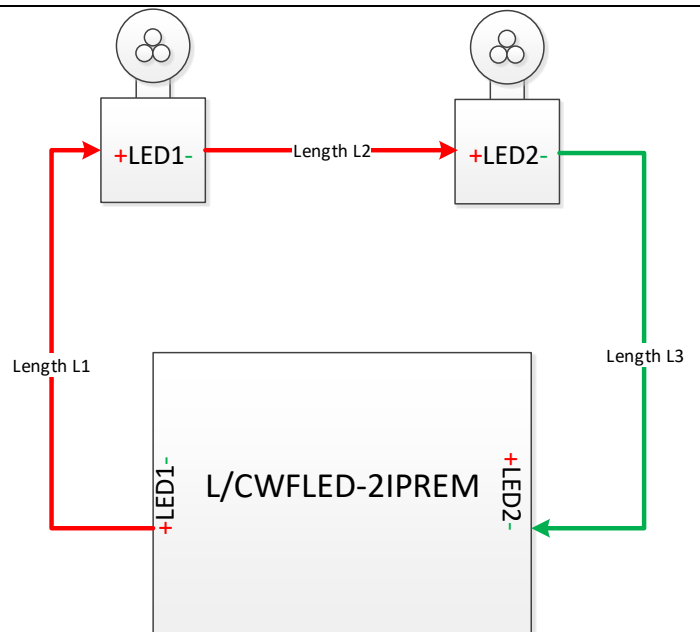 +LED1-
Length L2
+LED2-
Length L1
Length L3
+LED1-
L/CWFLED-2IPREM
+LED2-